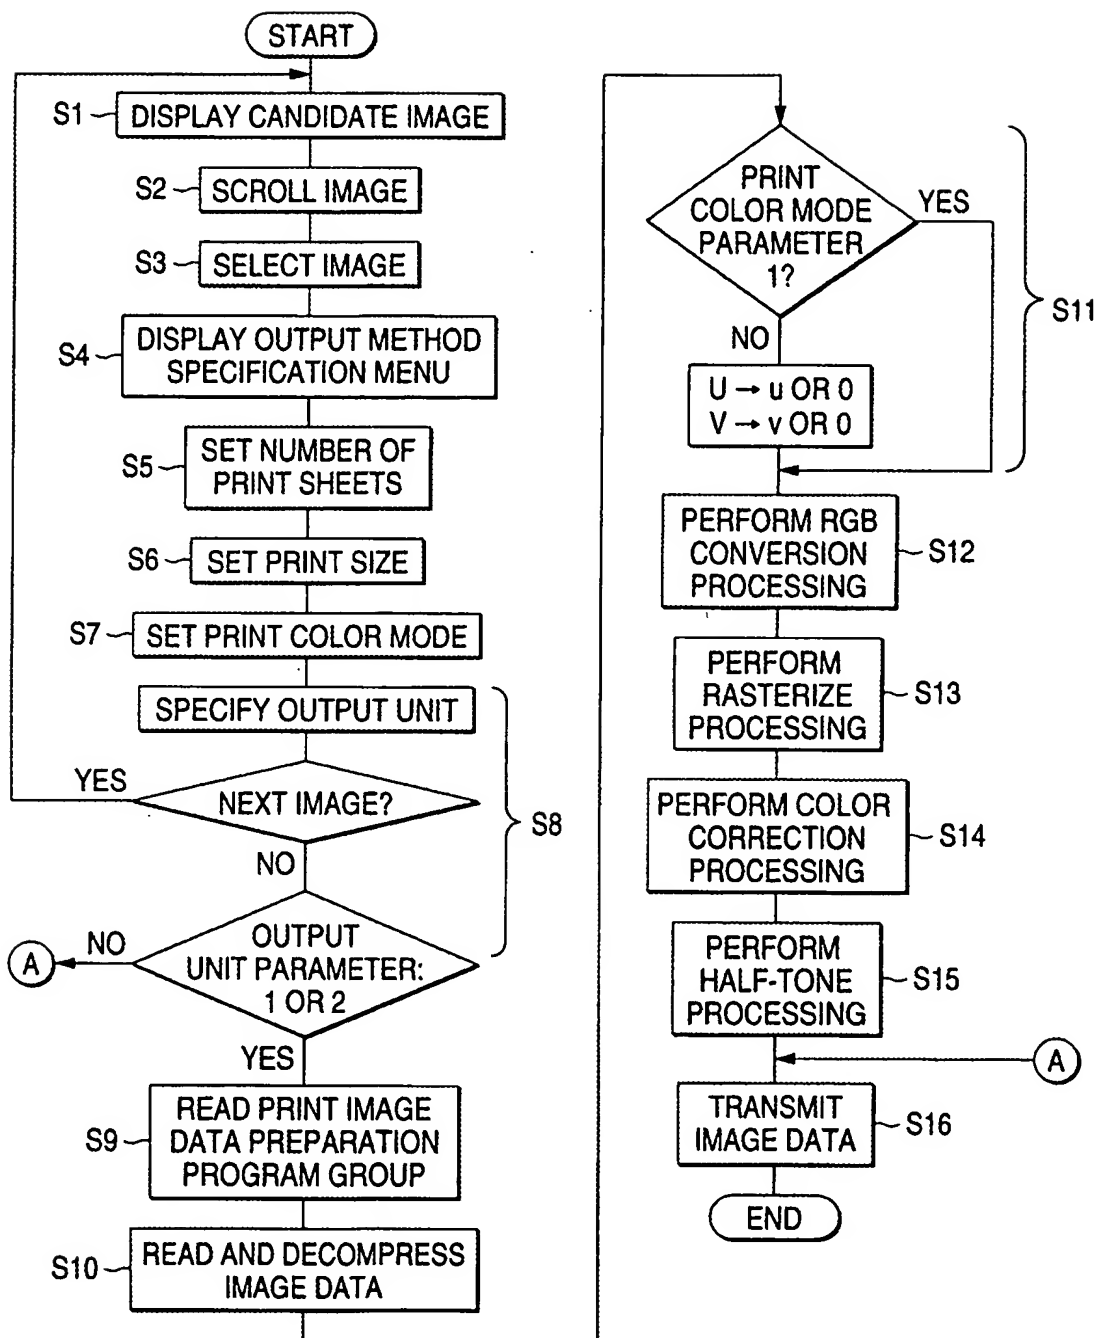 START
S1
DISPLAY CANDIDATE IMAGE
S2
SCROLL IMAGE
S3
SELECT IMAGE
S4
DISPLAY OUTPUT METHOD
SPECIFICATION MENU
S5
SET NUMBER OF
PRINT SHEETS
S6
SET PRINT SIZE
S7
SET PRINT COLOR MODE
SPECIFY OUTPUT UNIT
YES
NEXT IMAGE?
S8
NO
NO
A
OUTPUT
UNIT PARAMETER:
1 OR 2
YES
S9
READ PRINT IMAGE
DATA PREPARATION
PROGRAM GROUP
S10
READ AND DECOMPRESS
IMAGE DATA
PRINT
COLOR MODE
PARAMETER
1?
YES
S11
NO
U → u OR 0
V → v OR 0
PERFORM RGB
CONVERSION
PROCESSING
S12
PERFORM
RASTERIZE
PROCESSING
S13
PERFORM COLOR
CORRECTION
PROCESSING
S14
PERFORM
HALF-TONE
PROCESSING
S15
A
TRANSMIT
IMAGE DATA
S16
END